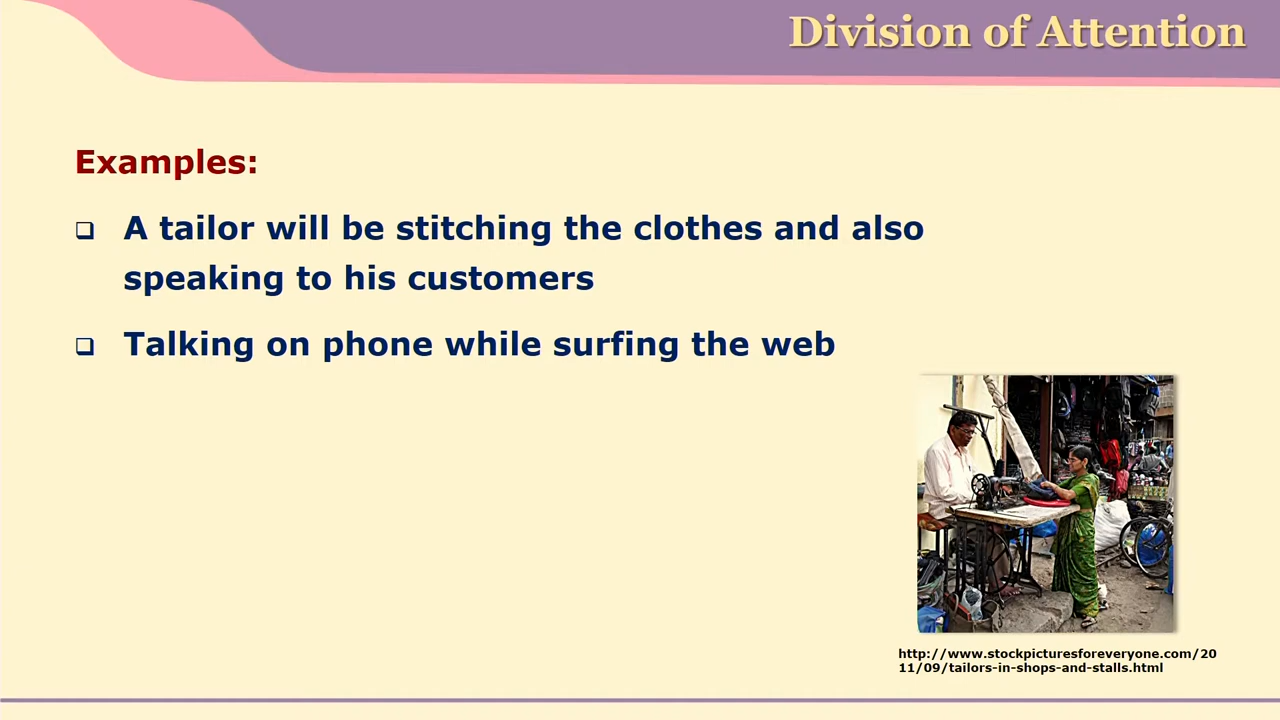 Division of Attention
Examples:
❑ A tailor will be stitching the clothes and also
speaking to his customers
❑ Talking on phone while surfing the web
http://www.stockpicturesforeveryone.com/20
11/09/tailors-in-shops-and-stalls.html